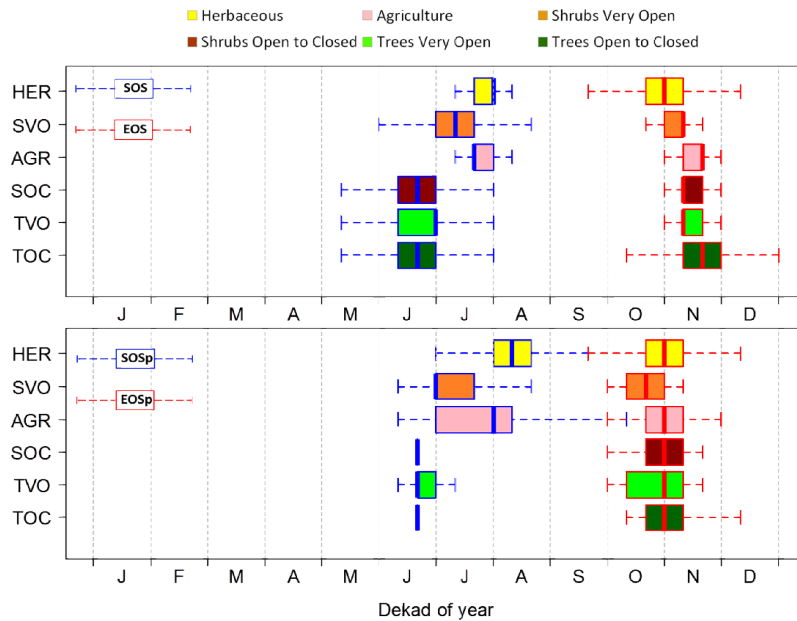 Herbaceous Agriculture Shrubs Very Open
Shrubs Open to Closed Trees Very Open Trees Open to Closed
HER
SOS
SVO
EOS
AGR
SOC
TVO
TOC
J F M A M J J A S O N D
HER
SOSp
SVO
EOSp
AGR
SOC
TVO
TOC
J F M A M J J A S O N D
Dekad of year